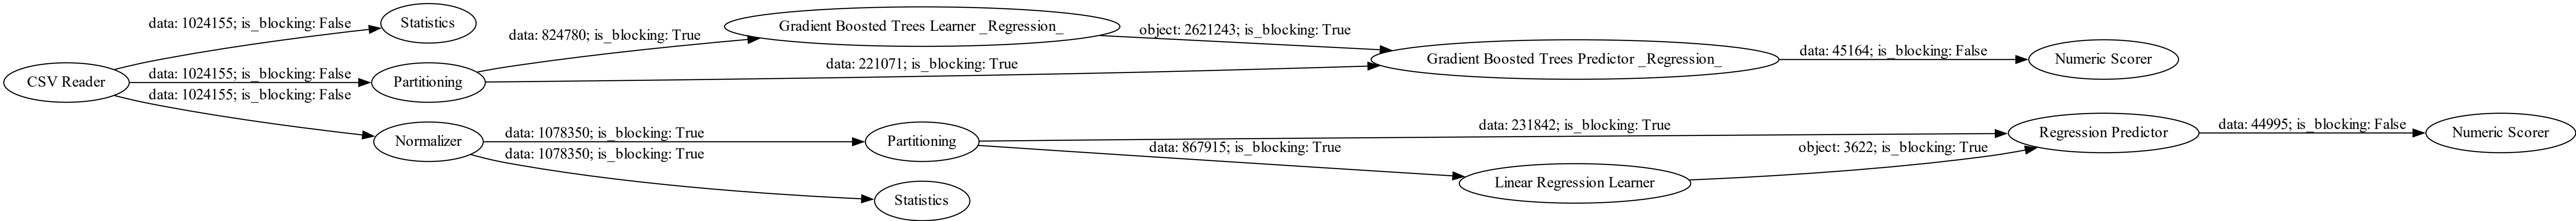 data: 1024155; is_blocking: False
Statistics
CSV Reader
data: 1024155; is_blocking: False
Partitioning
data: 1024155; is_blocking: False
Normalizer
data: 824780; is_blocking: True
Gradient Boosted Trees Learner _Regression_
object: 2621243; is_blocking: True
data: 221071; is_blocking: True
Gradient Boosted Trees Predictor _Regression_
data: 45164; is_blocking: False
Numeric Scorer
data: 1078350; is_blocking: True
Partitioning
data: 1078350; is_blocking: True
Statistics
data: 231842; is_blocking: True
data: 867915; is_blocking: True
Linear Regression Learner
object: 3622; is_blocking: True
Regression Predictor
data: 44995; is_blocking: False
Numeric Scorer